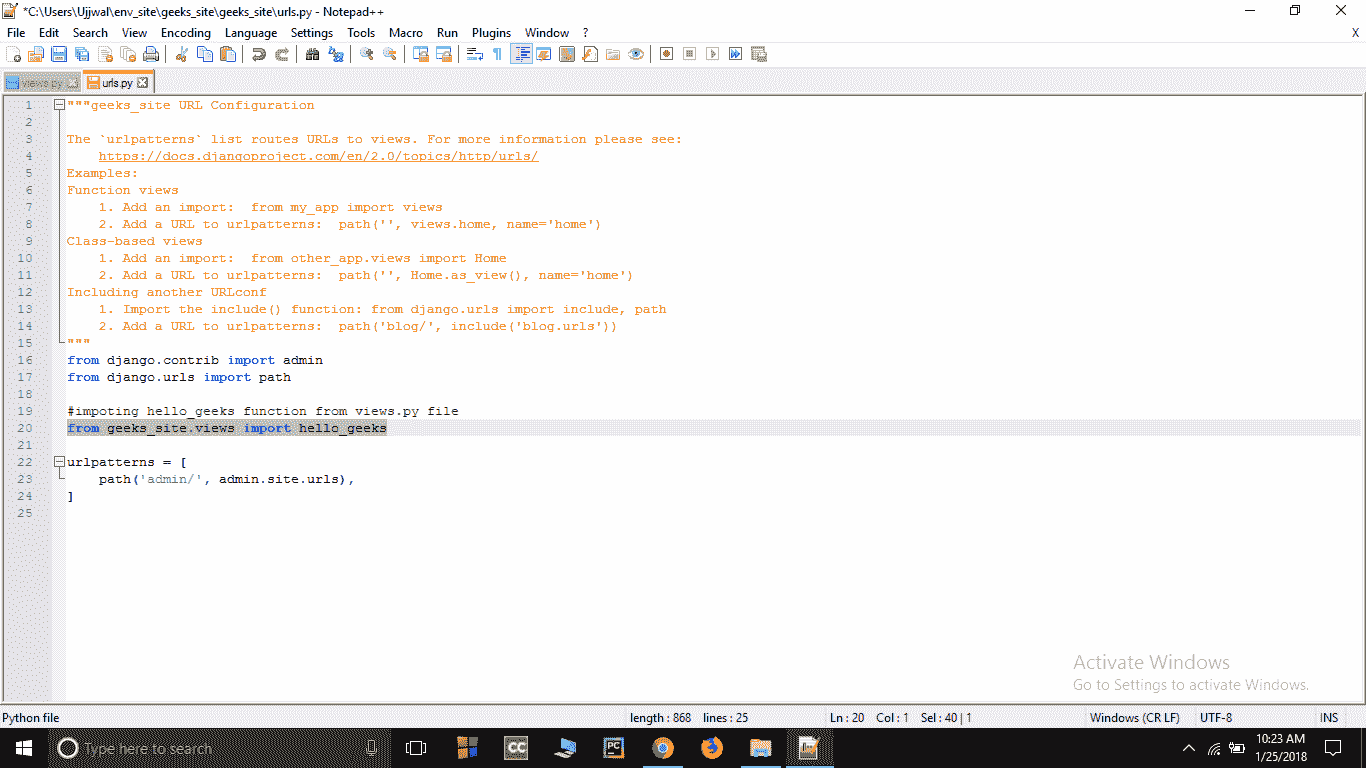 *C:\Users\Ujjwal\env_site\geeks_site\geeks_site\urls.py - Notepad++
File Edit Search View Encoding Language Settings Tools Macro Run Plugins Window ? X
views.py urls.py
1 """geeks_site URL Configuration
2
3 The `urlpatterns` list routes URLs to views. For more information please see:
4 https://docs.djangoproject.com/en/2.0/topics/http/urls/
5 Examples:
6 Function views
7 1. Add an import:  from my_app import views
8 2. Add a URL to urlpatterns:  path('', views.home, name='home')
9 Class-based views
10 1. Add an import:  from other_app.views import Home
11 2. Add a URL to urlpatterns:  path('', Home.as_view(), name='home')
12 Including another URLconf
13 1. Import the include() function: from django.urls import include, path
14 2. Add a URL to urlpatterns:  path('blog/', include('blog.urls'))
15 """
16 from django.contrib import admin
17 from django.urls import path
18
19 #impoting hello_geeks function from views.py file
20 from geeks_site.views import hello_geeks
21
22 urlpatterns = [
23 path('admin/', admin.site.urls),
24 ]
25
Activate Windows
Go to Settings to activate Windows.
Python file length : 868 lines : 25 Ln : 20 Col : 1 Sel : 40 | 1 Windows (CR LF) UTF-8 INS
Type here to search CC PC 10:23 AM
1/25/2018